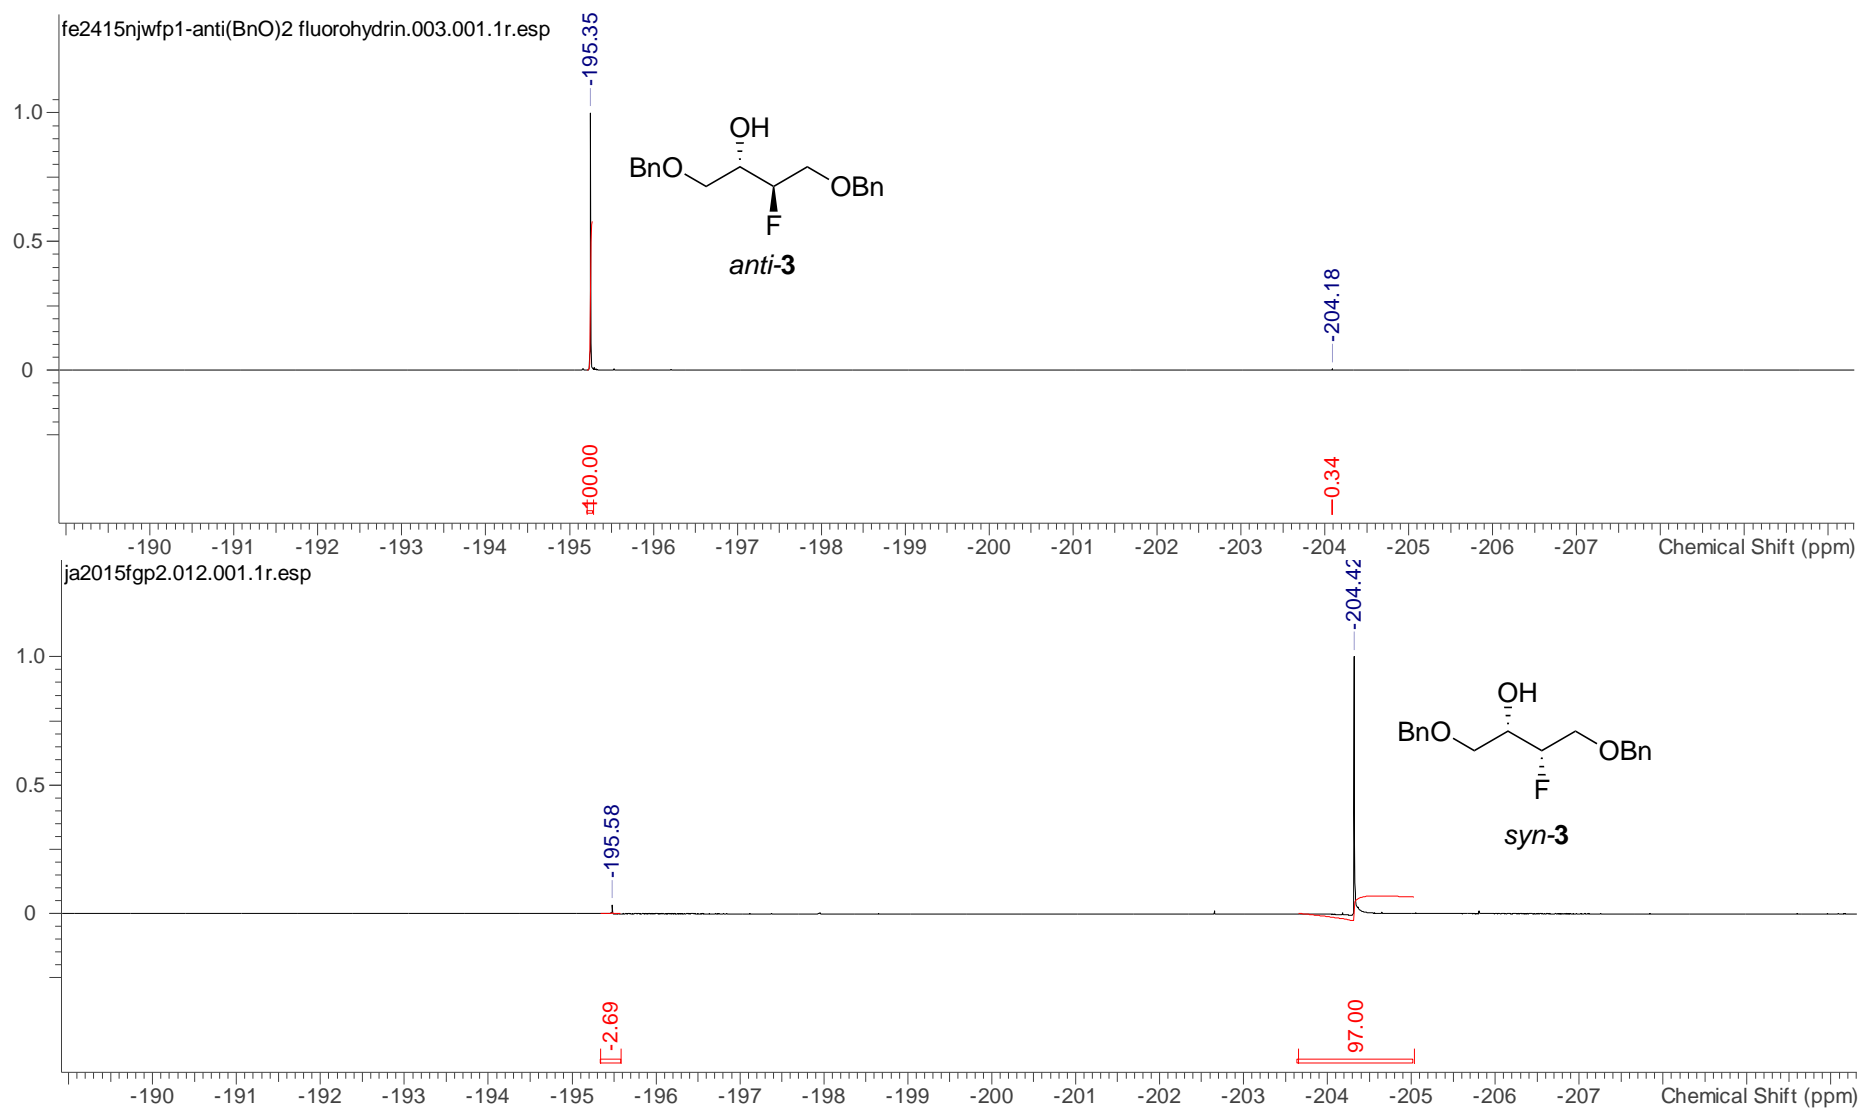 fe2415njwfp1-anti(BnO)2 fluorohydrin.003.001.1r.esp
-195.35
1.0
OH
BnO
OBn
F
anti-3
0.5
-204.18
0
100.00
0.34
-190 -191 -192 -193 -194 -195 -196 -197 -198 -199 -200 -201 -202 -203 -204 -205 -206 -207 Chemical Shift (ppm)
ja2015fgp2.012.001.1r.esp
-204.42
1.0
OH
BnO
OBn
F
syn-3
0.5
-195.58
0
2.69
97.00
-190 -191 -192 -193 -194 -195 -196 -197 -198 -199 -200 -201 -202 -203 -204 -205 -206 -207 Chemical Shift (ppm)